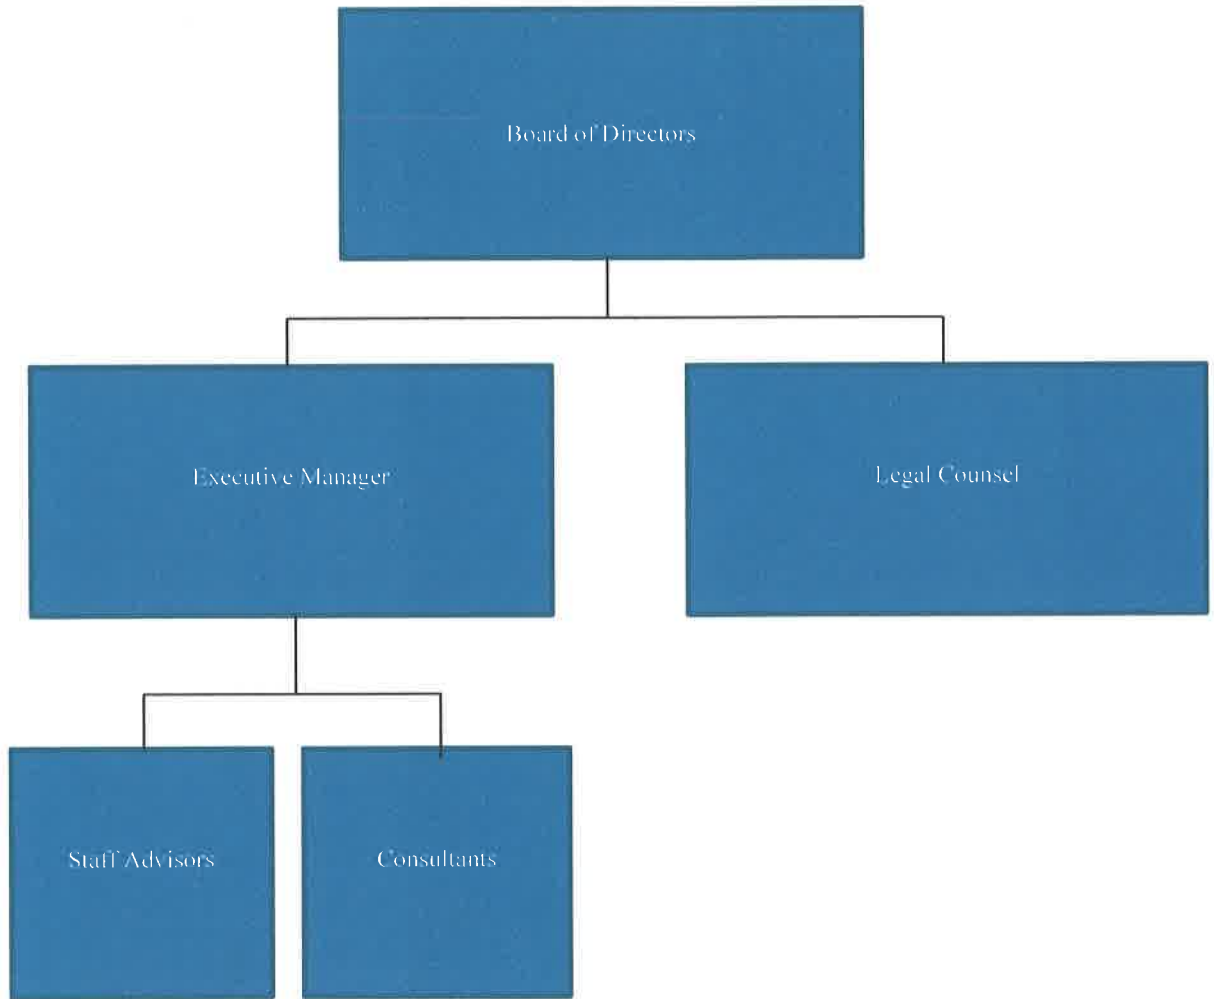 Board of Directors
Executive Manager
Legal Counsel
Staff Advisors
Consultants